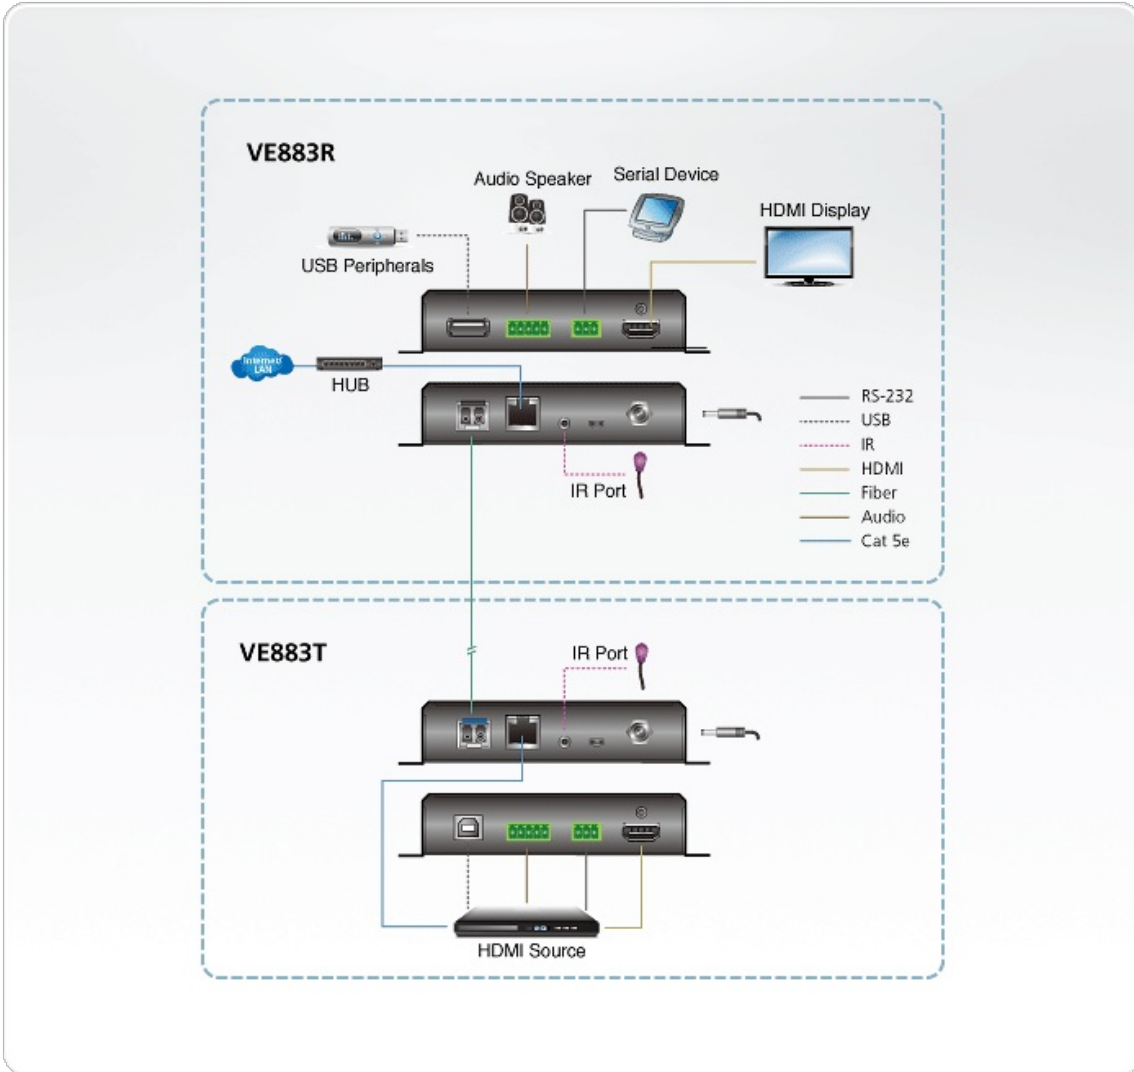 VE883R
Audio Speaker
Serial Device
HDMI Display
USB Peripherals
Internet/
LAN
HUB
RS-232
USB
IR
HDMI
Fiber
Audio
Cat 5e
IR Port
VE883T
IR Port
HDMI Source